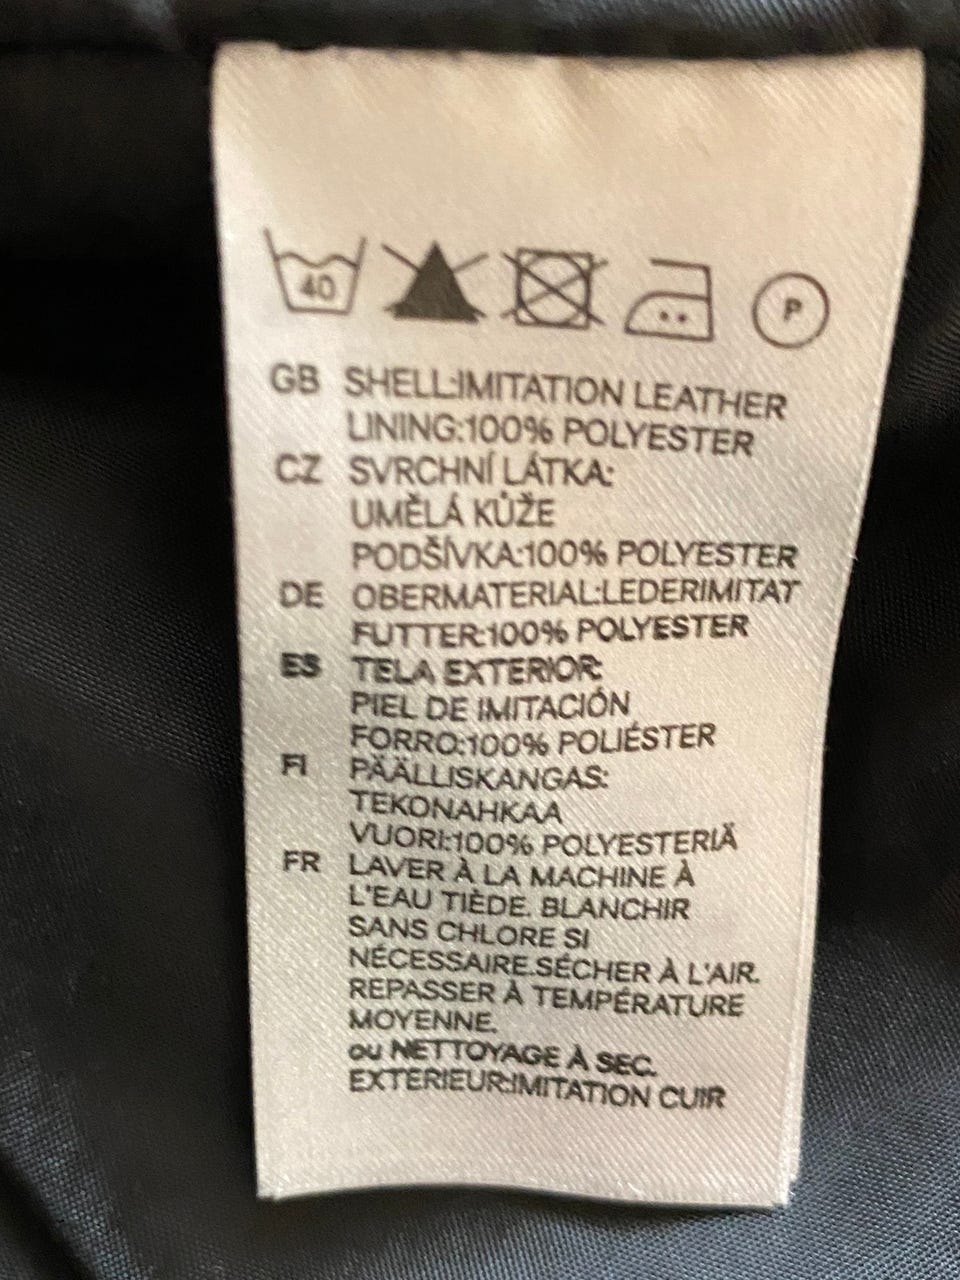 40
P
GB SHELL:IMITATION LEATHER
LINING:100% POLYESTER
CZ SVRCHNÍ LÁTKA:
UMĚLÁ KŮŽE
PODŠÍVKA:100% POLYESTER
DE OBERMATERIAL:LEDERIMITAT
FUTTER:100% POLYESTER
ES TELA EXTERIOR:
PIEL DE IMITACIÓN
FORRO:100% POLIÉSTER
FI PÄÄLLISKANGAS:
TEKONAHKAA
VUORI:100% POLYESTERIÄ
FR LAVER À LA MACHINE À
L'EAU TIÈDE. BLANCHIR
SANS CHLORE SI
NÉCESSAIRE.SÉCHER À L'AIR.
REPASSER À TEMPÉRATURE
MOYENNE.
ou NETTOYAGE À SEC.
EXTERIEUR:IMITATION CUIR